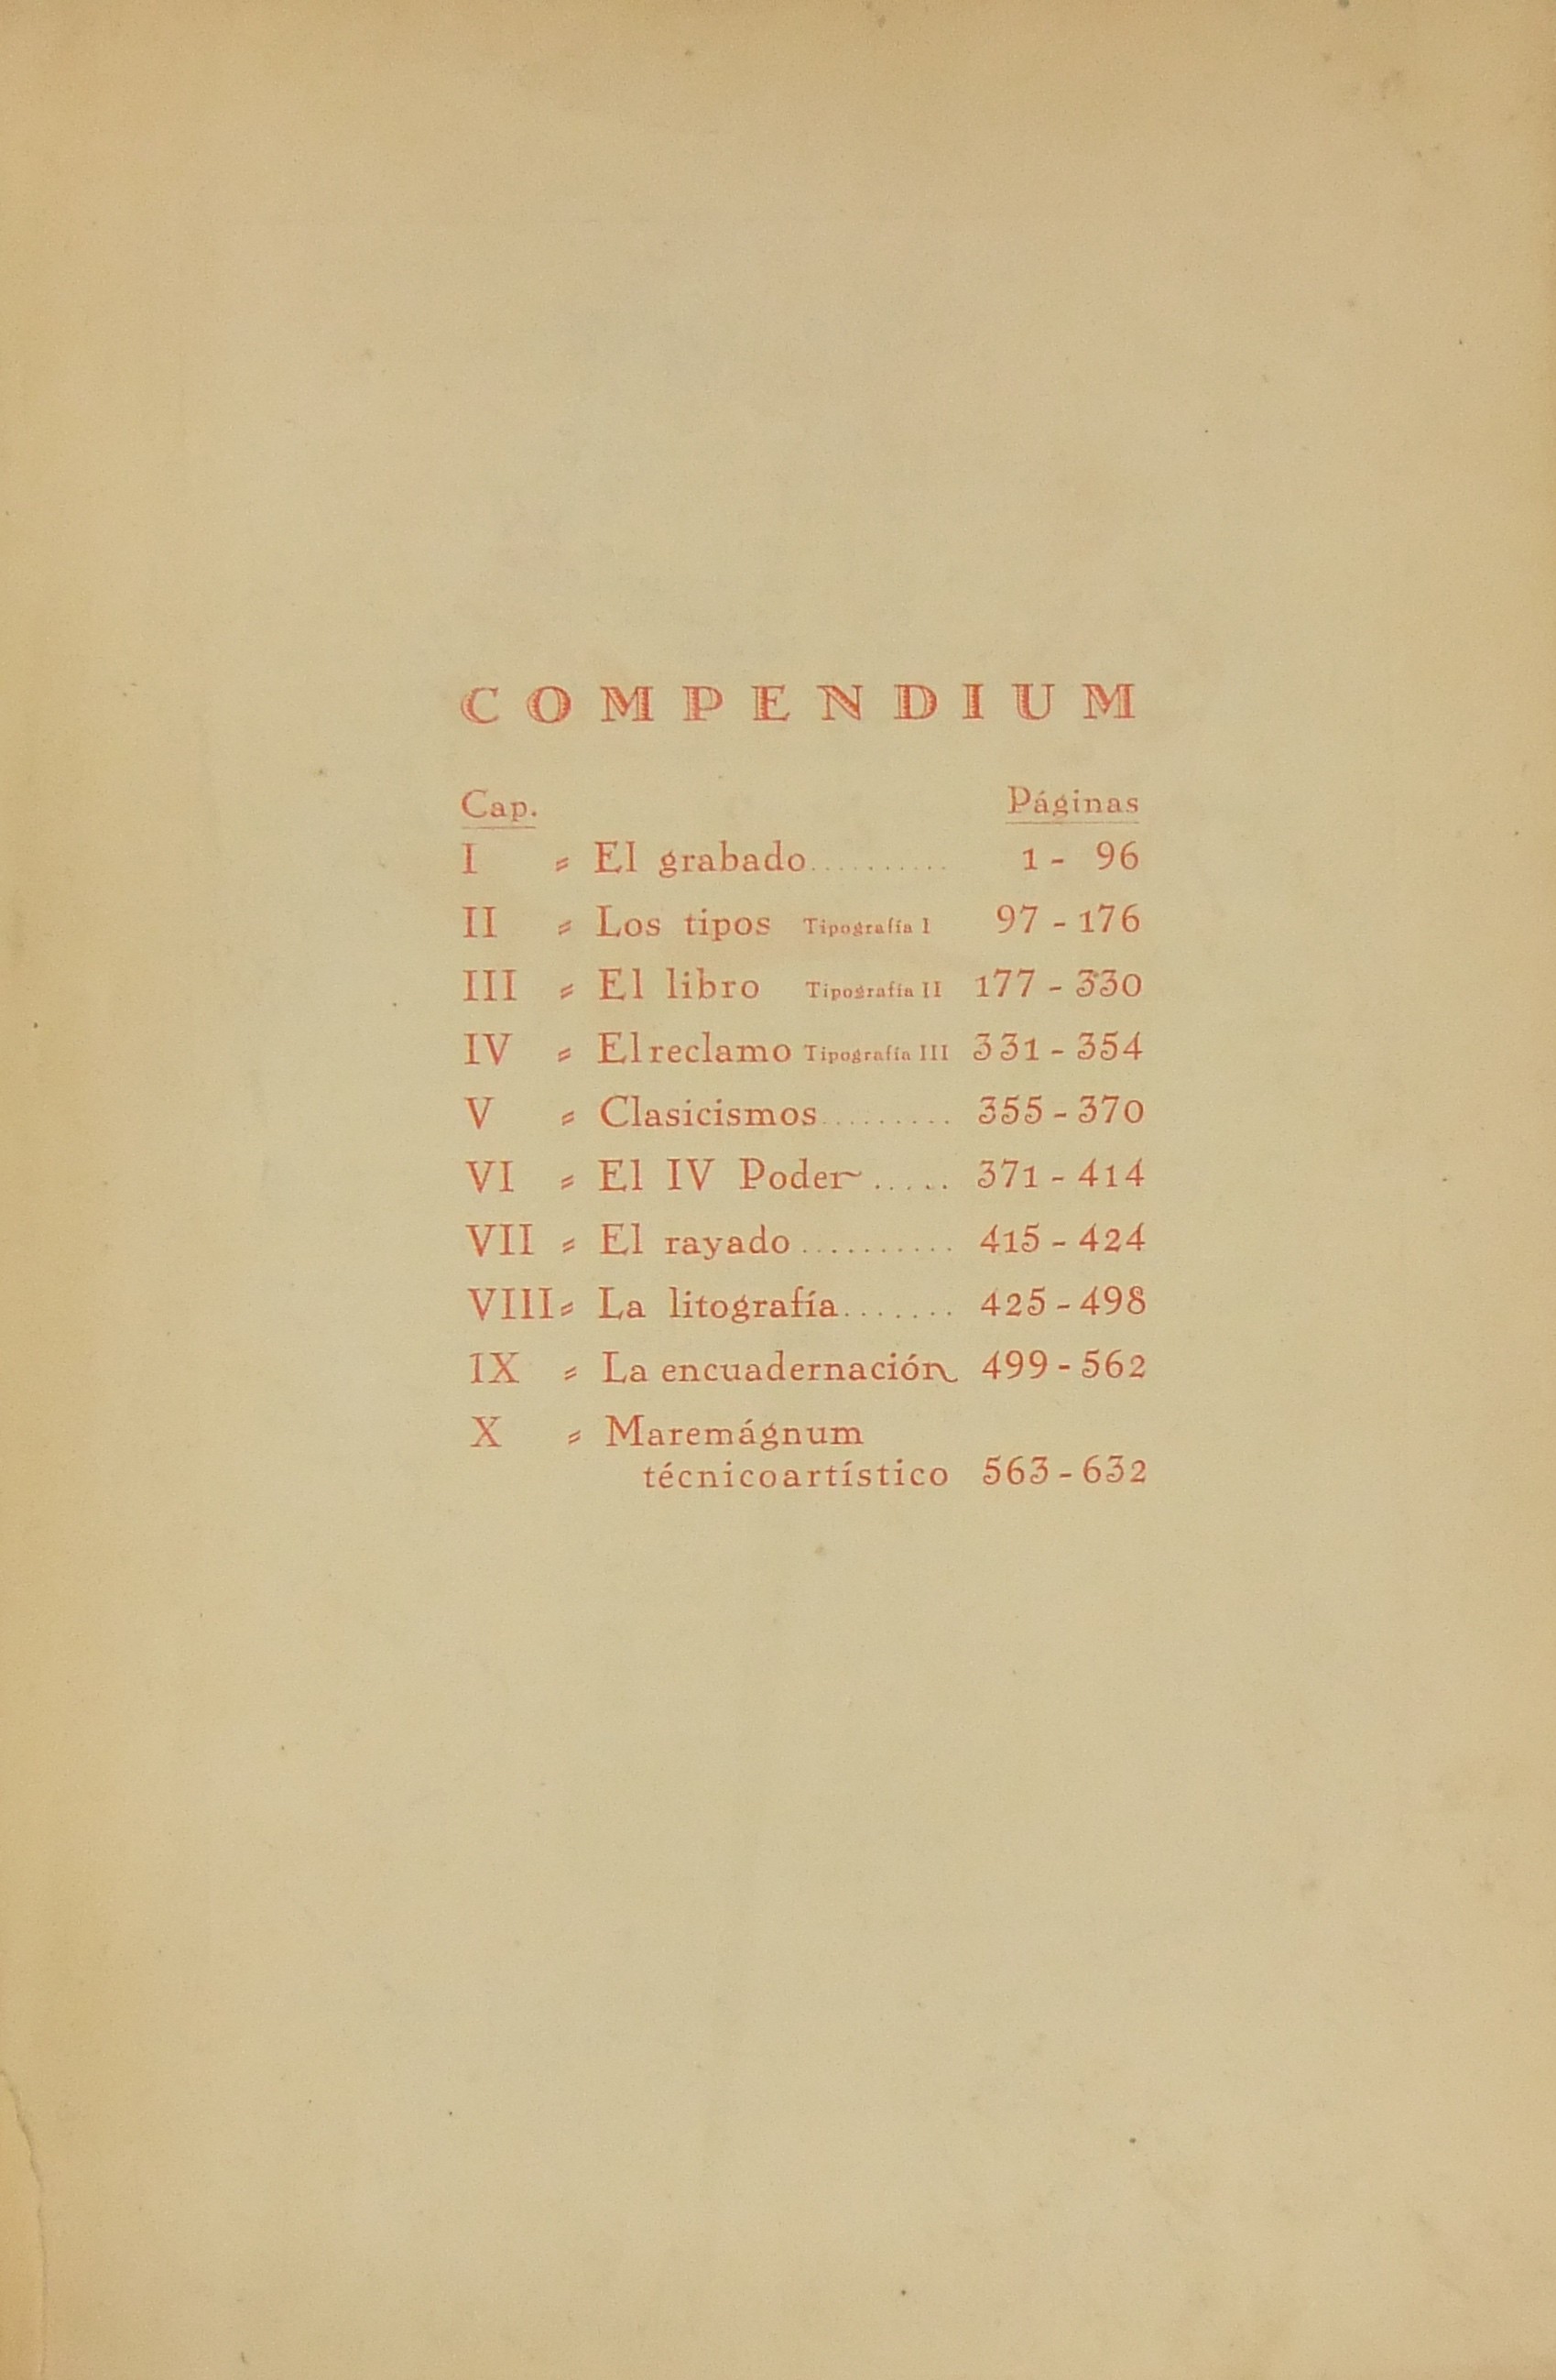 COMPENDIUM
Cap. Páginas
I = El grabado.......... 1 - 96
II = Los tipos Tipografía I 97 - 176
III = El libro Tipografía II 177 - 330
IV = El reclamo Tipografía III 331 - 354
V = Clasicismos......... 355 - 370
VI = El IV Poder..... 371 - 414
VII = El rayado.......... 415 - 424
VIII = La litografía....... 425 - 498
IX = La encuadernación 499 - 562
X = Maremágnum
técnicoartístico 563 - 632